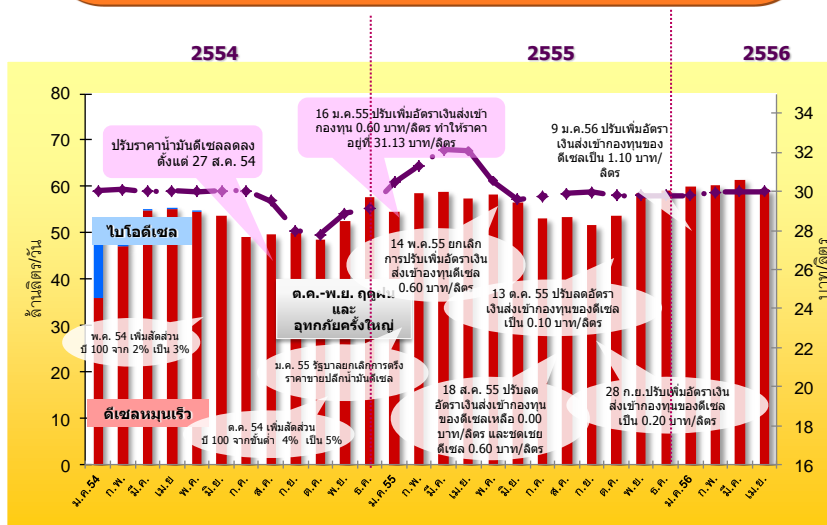 2554
2555
2556
80
70
60
50
40
30
20
10
0
ล้านลิตร/วัน
34
32
30
28
26
24
22
20
18
16
บาท/ลิตร
16 ม.ค.55 ปรับเพิ่มอัตราเงินส่งเข้า
กองทุน 0.60 บาท/ลิตร ทำให้ราคา
อยู่ที่ 31.13 บาท/ลิตร
ปรับราคาน้ำมันดีเซลลดลง
ตั้งแต่ 27 ส.ค. 54
9 ม.ค.56 ปรับเพิ่มอัตรา
เงินส่งเข้ากองทุนของ
ดีเซลเป็น 1.10 บาท/
ลิตร
ไบโอดีเซล
14 พ.ค.55 ยกเลิก
การปรับเพิ่มอัตราเงิน
ส่งเข้ากองทุนดีเซล
0.60 บาท/ลิตร
ต.ค.-พ.ย. ฤดูฝน
และ
อุทกภัยครั้งใหญ่
13 ต.ค. 55 ปรับลดอัตรา
เงินส่งเข้ากองทุนของดีเซล
เป็น 0.10 บาท/ลิตร
พ.ค. 54 เพิ่มสัดส่วน
บี 100 จาก 2% เป็น 3%
ม.ค. 55 รัฐบาลยกเลิกการตรึง
ราคาขายปลีกน้ำมันดีเซล
18 ส.ค. 55 ปรับลด
อัตราเงินส่งเข้ากองทุน
ของดีเซลเหลือ 0.00
บาท/ลิตร และชดเชย
ดีเซล 0.60 บาท/ลิตร
28 ก.ย.ปรับเพิ่มอัตราเงิน
ส่งเข้ากองทุนของดีเซล
เป็น 0.20 บาท/ลิตร
ดีเซลหมุนเร็ว
ต.ค. 54 เพิ่มสัดส่วน
บี 100 จากขั้นต่ำ 4% เป็น 5%
ม.ค.54 ก.พ. มี.ค. เม.ย พ.ค. มิ.ย. ก.ค. ส.ค. ก.ย. ต.ค. พ.ย. ธ.ค. ม.ค.55 ก.พ. มี.ค. เม.ย. พ.ค. มิ.ย. ก.ค. ส.ค. ก.ย. ต.ค. พ.ย. ธ.ค. ม.ค.56 ก.พ. มี.ค. เม.ย.